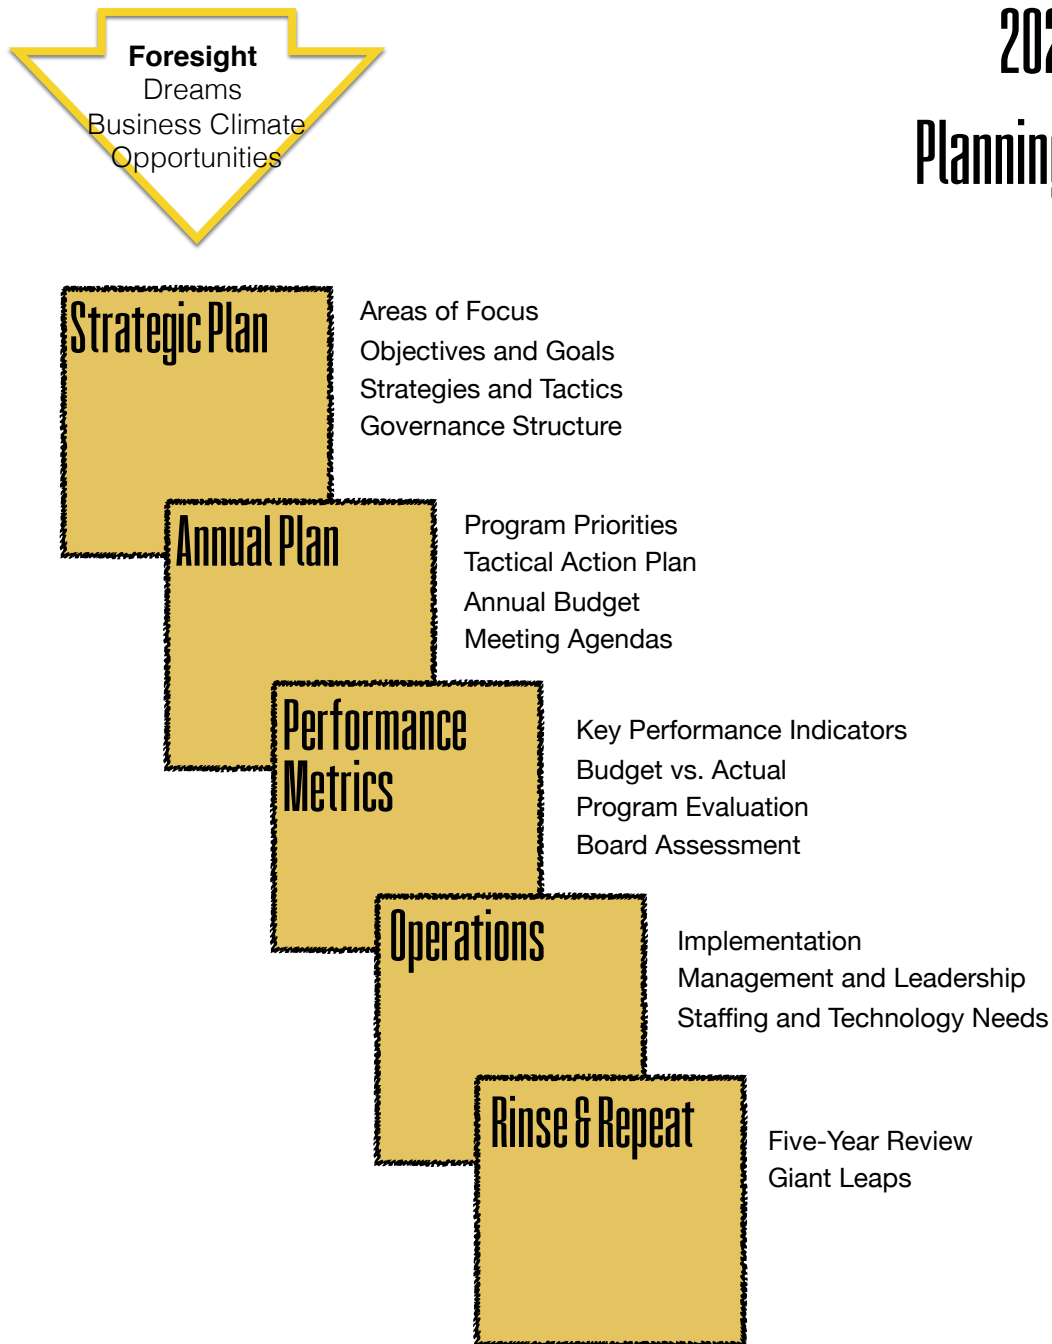 Foresight
Dreams
Business Climate
Opportunities
202
Planning
Strategic Plan
Areas of Focus
Objectives and Goals
Strategies and Tactics
Governance Structure
Annual Plan
Program Priorities
Tactical Action Plan
Annual Budget
Meeting Agendas
Performance
Metrics
Key Performance Indicators
Budget vs. Actual
Program Evaluation
Board Assessment
Operations
Implementation
Management and Leadership
Staffing and Technology Needs
Rinse & Repeat
Five-Year Review
Giant Leaps